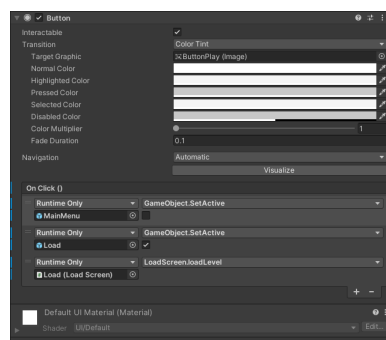 Button
Interactable
Transition Color Tint
Target Graphic ButtonPlay (Image)
Normal Color
Highlighted Color
Pressed Color
Selected Color
Disabled Color
Color Multiplier 1
Fade Duration 0.1
Navigation Automatic
Visualize
On Click ()
Runtime Only GameObject.SetActive
MainMenu
Runtime Only GameObject.SetActive
Load
Runtime Only LoadScreen.loadLevel
Load (Load Screen)
+ -
Default UI Material (Material)
Shader UI/Default Edit...